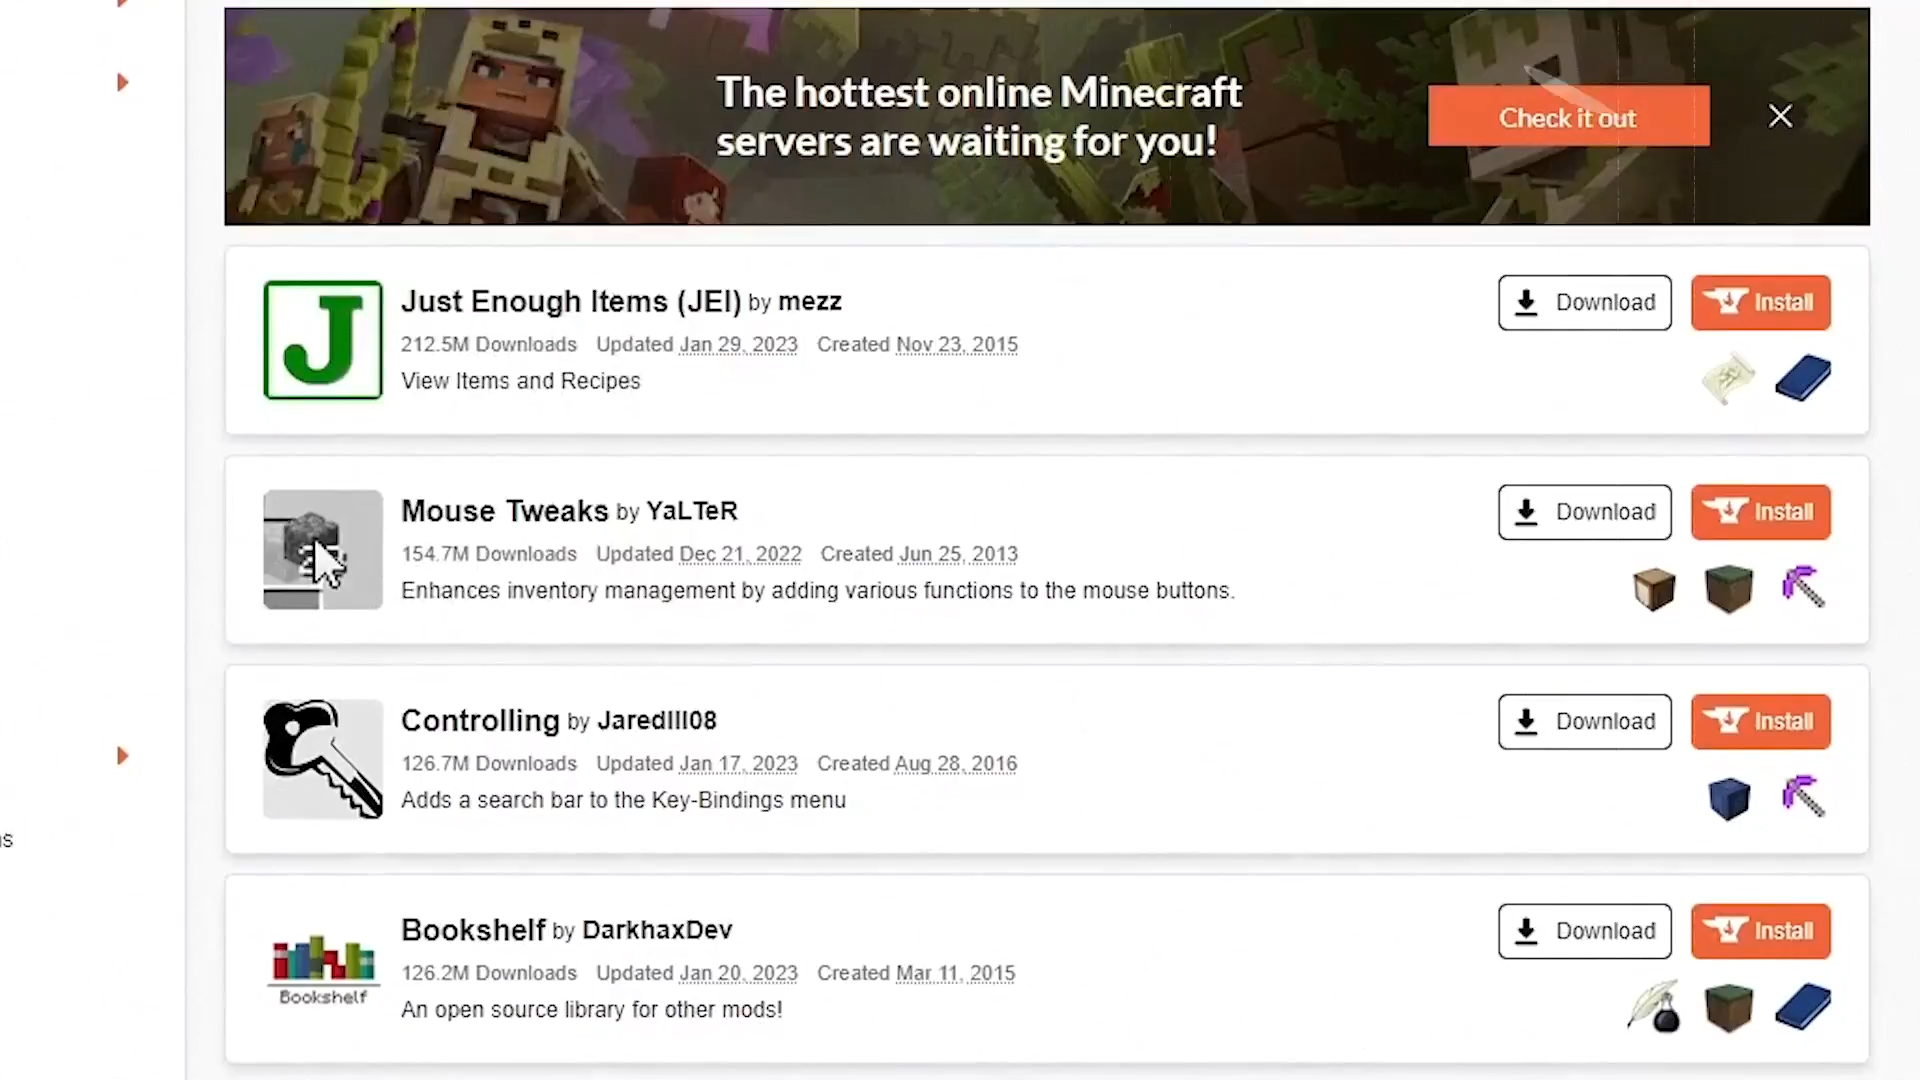 The hottest online Minecraft
servers are waiting for you!
Check it out
Just Enough Items (JEI) by mezz
Download
Install
212.5M Downloads Updated Jan 29, 2023 Created Nov 23, 2015
View Items and Recipes
Mouse Tweaks by YaLTeR
Download
Install
154.7M Downloads Updated Dec 21, 2022 Created Jun 25, 2013
Enhances inventory management by adding various functions to the mouse buttons.
Controlling by Jaredlll08
Download
Install
126.7M Downloads Updated Jan 17, 2023 Created Aug 28, 2016
Adds a search bar to the Key-Bindings menu
Bookshelf by DarkhaxDev
Download
Install
Bookshelf
126.2M Downloads Updated Jan 20, 2023 Created Mar 11, 2015
An open source library for other mods!